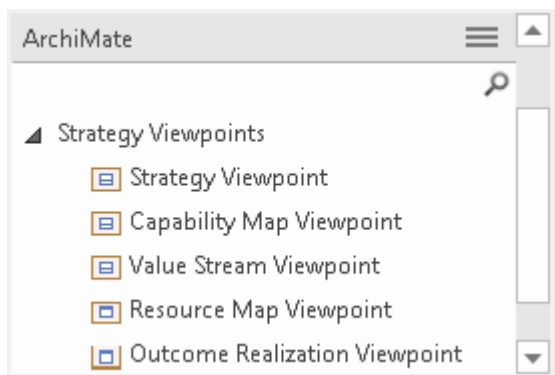 ArchiMate
Strategy Viewpoints
Strategy Viewpoint
Capability Map Viewpoint
Value Stream Viewpoint
Resource Map Viewpoint
Outcome Realization Viewpoint